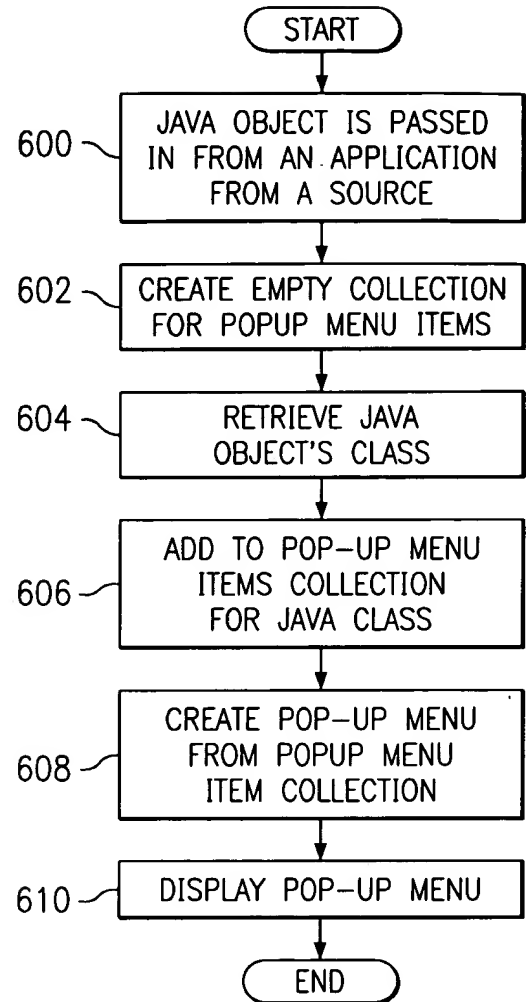 START
600
JAVA OBJECT IS PASSED
IN FROM AN APPLICATION
FROM A SOURCE
602
CREATE EMPTY COLLECTION
FOR POPUP MENU ITEMS
604
RETRIEVE JAVA
OBJECT'S CLASS
606
ADD TO POP-UP MENU
ITEMS COLLECTION
FOR JAVA CLASS
608
CREATE POP-UP MENU
FROM POPUP MENU
ITEM COLLECTION
610
DISPLAY POP-UP MENU
END